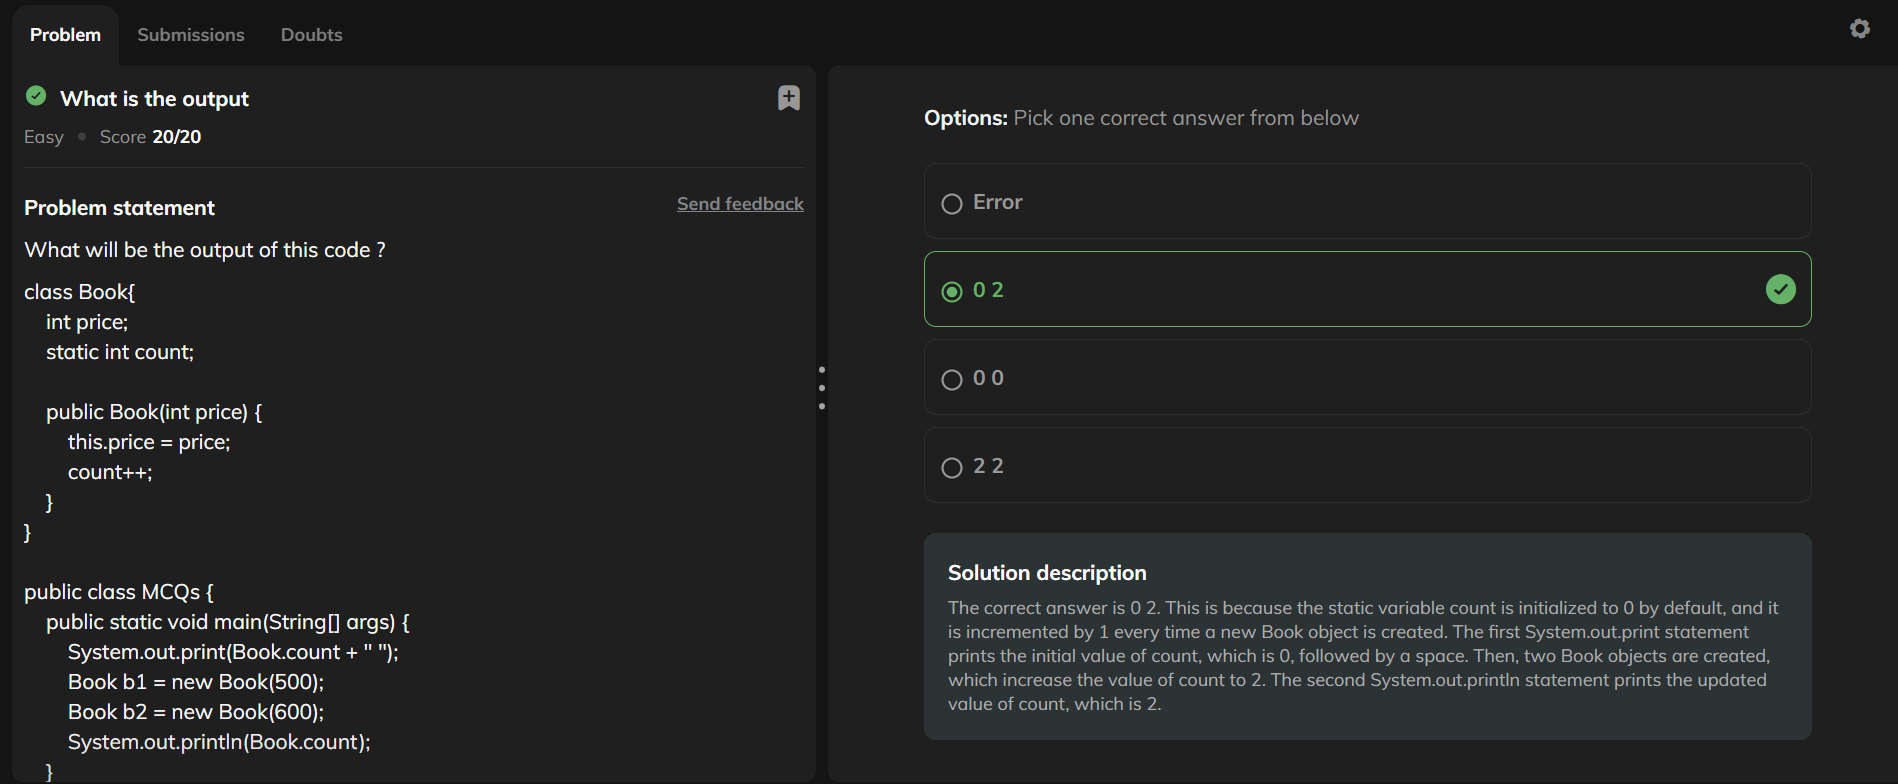 Problem
Submissions
Doubts
What is the output
Easy • Score 20/20
Problem statement
Send feedback
What will be the output of this code ?
class Book{
int price;
static int count;
public Book(int price) {
this.price = price;
count++;
}
}
public class MCQs {
public static void main(String[] args) {
System.out.print(Book.count + " ");
Book b1 = new Book(500);
Book b2 = new Book(600);
System.out.println(Book.count);
}
Options: Pick one correct answer from below
Error
0 2
0 0
2 2
Solution description
The correct answer is 0 2. This is because the static variable count is initialized to 0 by default, and it
is incremented by 1 every time a new Book object is created. The first System.out.print statement
prints the initial value of count, which is 0, followed by a space. Then, two Book objects are created,
which increase the value of count to 2. The second System.out.println statement prints the updated
value of count, which is 2.